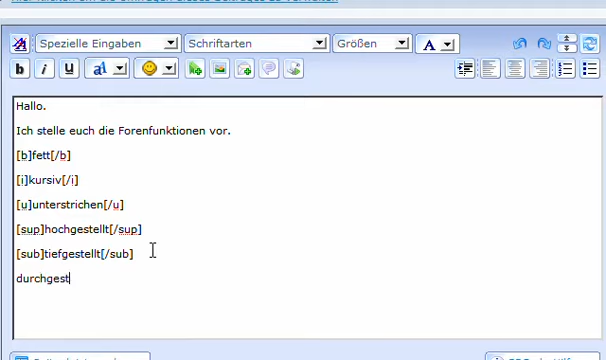 Spezielle Eingaben Schriftarten Größen A
b i u a
Hallo.
Ich stelle euch die Forenfunktionen vor.
[b]fett[/b]
[i]kursiv[/i]
[u]unterstrichen[/u]
[sup]hochgestellt[/sup]
[sub]tiefgestellt[/sub]
durchgest